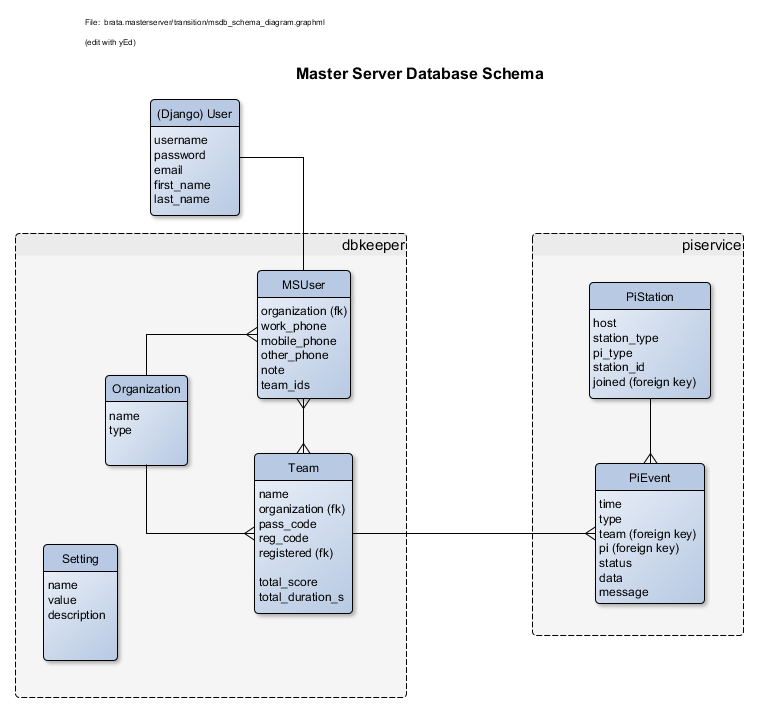 File: brata.masterserver/transition/msdb_schema_diagram.graphml
(edit with yEd)
Master Server Database Schema
(Django) User
username
password
email
first_name
last_name
dbkeeper
MSUser
organization (fk)
work_phone
mobile_phone
other_phone
note
team_ids
Organization
name
type
Team
name
organization (fk)
pass_code
reg_code
registered (fk)
total_score
total_duration_s
Setting
name
value
description
piservice
PiStation
host
station_type
pi_type
station_id
joined (foreign key)
PiEvent
time
type
team (foreign key)
pi (foreign key)
status
data
message